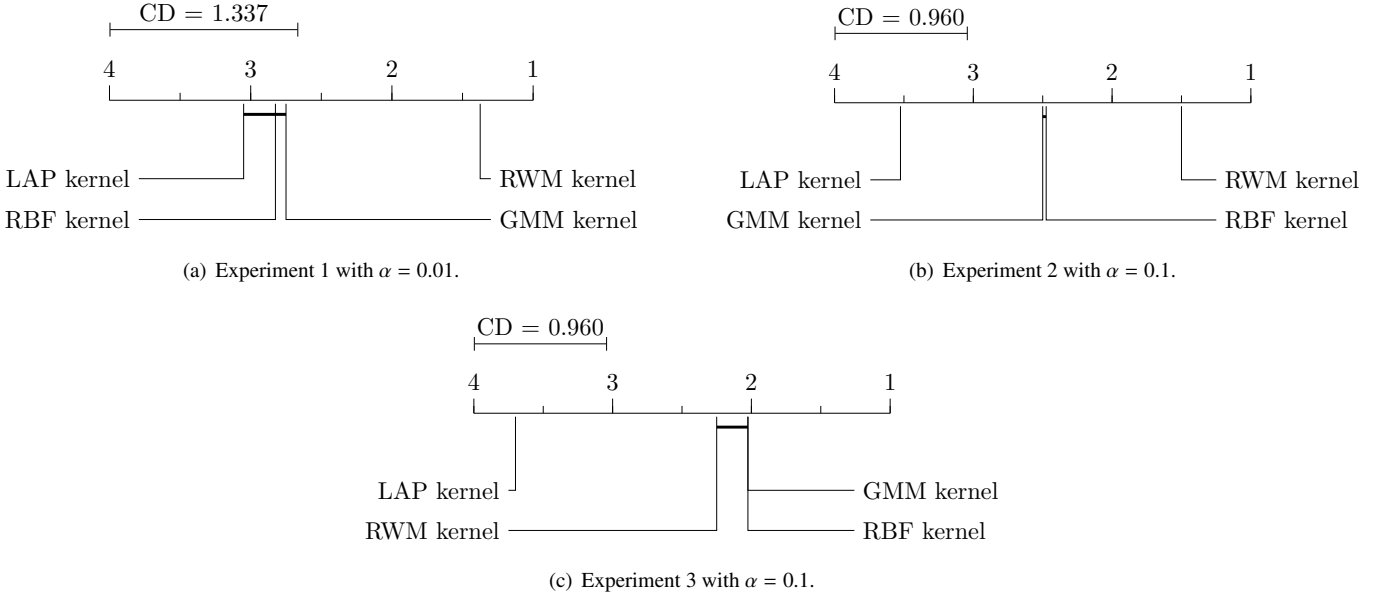 CD = 1.337
4 3 2 1
LAP kernel RWM kernel
RBF kernel GMM kernel
(a) Experiment 1 with α = 0.01.
CD = 0.960
4 3 2 1
LAP kernel RWM kernel
GMM kernel RBF kernel
(b) Experiment 2 with α = 0.1.
CD = 0.960
4 3 2 1
LAP kernel GMM kernel
RWM kernel RBF kernel
(c) Experiment 3 with α = 0.1.